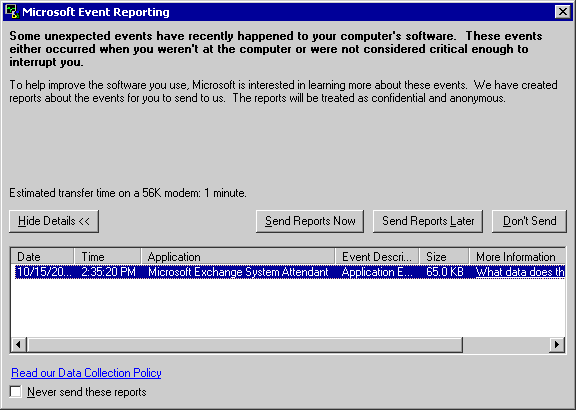 Microsoft Event Reporting
Some unexpected events have recently happened to your computer's software. These events
either occurred when you weren't at the computer or were not considered critical enough to
interrupt you.
To help improve the software you use, Microsoft is interested in learning more about these events. We have created
reports about the events for you to send to us. The reports will be treated as confidential and anonymous.
Estimated transfer time on a 56K modem: 1 minute.
Hide Details << Send Reports Now Send Reports Later Don't Send
Date Time Application Event Descri... Size More Information
10/15/20... 2:35:20 PM Microsoft Exchange System Attendant Application E... 65.0 KB What data does th
Read our Data Collection Policy
Never send these reports